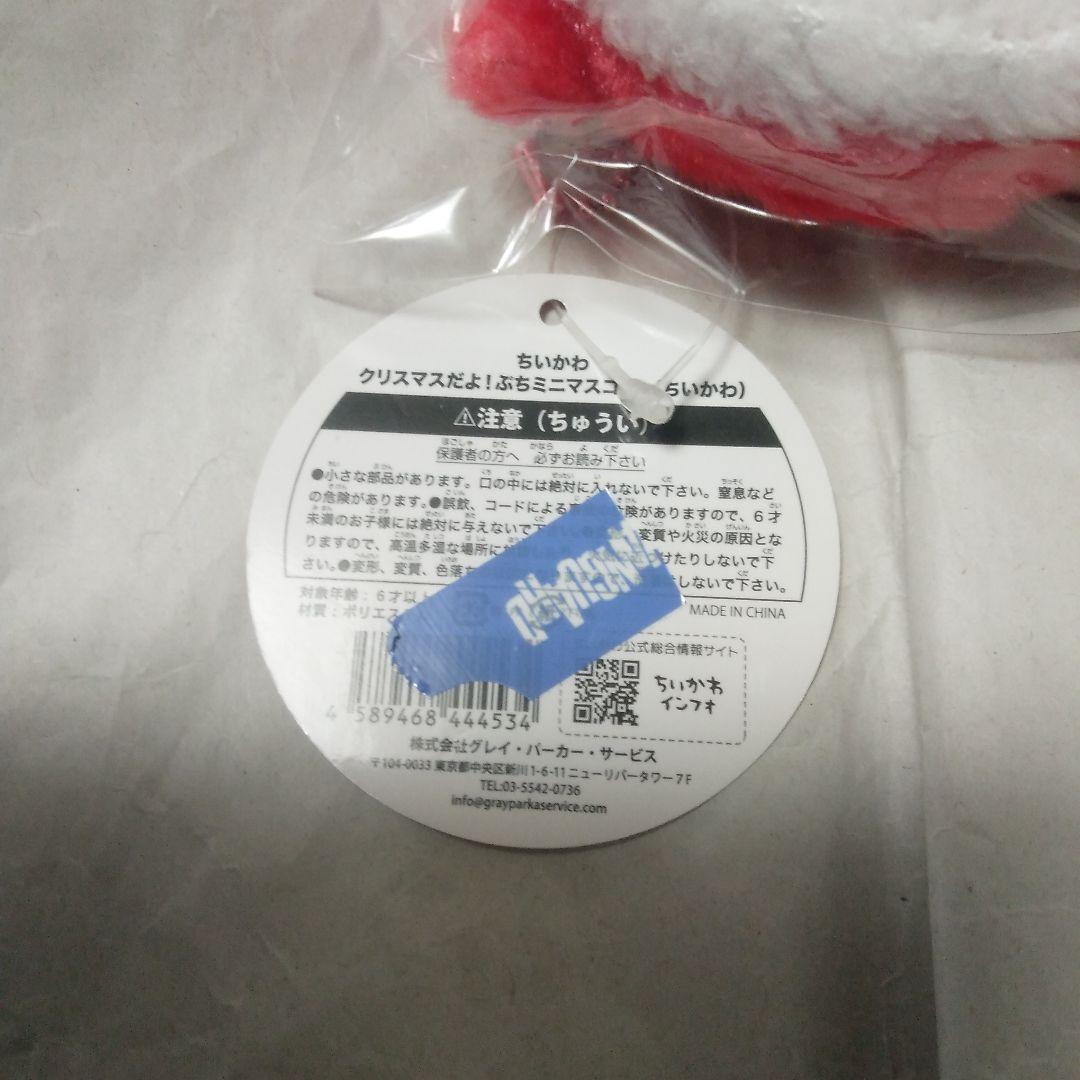 ちいかわ
クリスマスだよ！ぷちミニマスコ ちいかわ）
⚠注意（ちゅうい）
保護者の方へ 必ずお読み下さい
●小さな部品があります。口の中には絶対に入れないで下さい。窒息など
の危険があります。●誤飲、コードによる 危険がありますので、6才
未満のお子様には絶対に与えないで下 変質や火災の原因とな
りますので、高温多湿な場所に けたりしないで下
さい。●変形、変質、色落ち しないで下さい。
対象年齢：6才以上
材質：ポリエス MADE IN CHINA
公式総合情報サイト
ちいかわ
インフォ
4 589468 444534
株式会社グレイ・パーカー・サービス
〒104-0033 東京都中央区新川1-6-11 ニューリバータワー7F
TEL:03-5542-0736
info@grayparkaservice.com